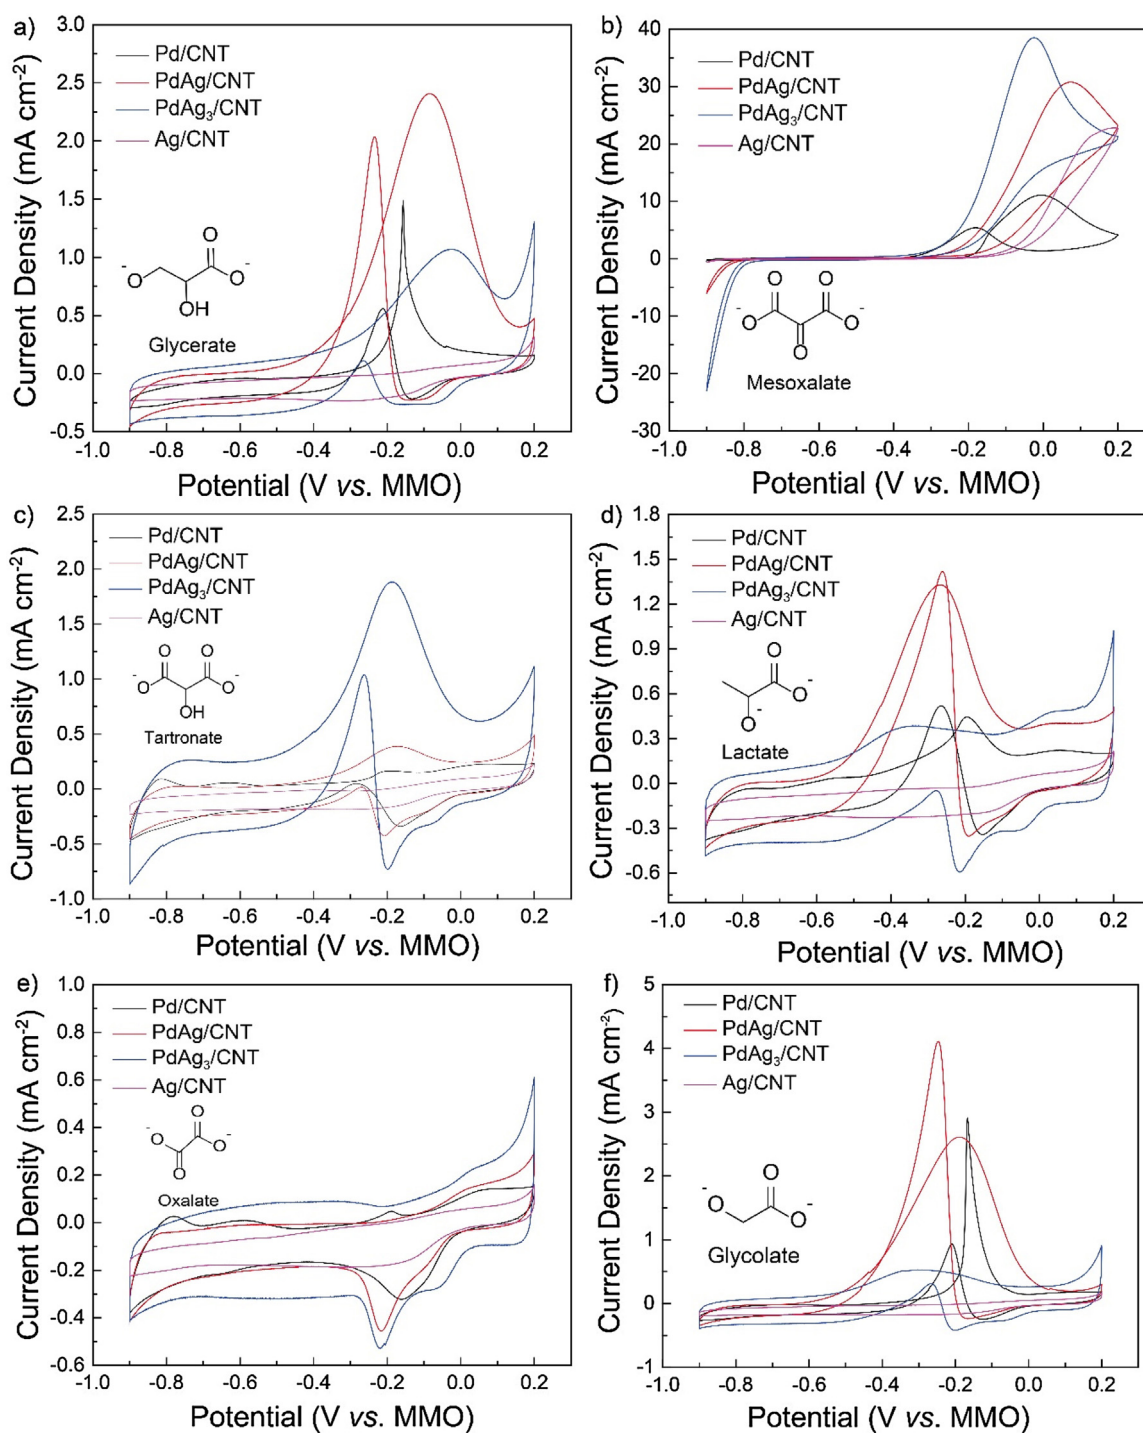 a)
3.0
2.5
2.0
1.5
1.0
0.5
0.0
-0.5
Current Density (mA cm-2)
Pd/CNT
PdAg/CNT
PdAg3/CNT
Ag/CNT
O
-
O
O
-
OH
Glycerate
-1.0 -0.8 -0.6 -0.4 -0.2 0.0 0.2
Potential (V vs. MMO)
b)
40
30
20
10
0
-10
-20
-30
Current Density (mA cm-2)
Pd/CNT
PdAg/CNT
PdAg3/CNT
Ag/CNT
O O
-O O-
O
Mesoxalate
-1.0 -0.8 -0.6 -0.4 -0.2 0.0 0.2
Potential (V vs. MMO)
c)
2.5
2.0
1.5
1.0
0.5
0.0
-0.5
-1.0
Current Density (mA cm-2)
Pd/CNT
PdAg/CNT
PdAg3/CNT
Ag/CNT
O O
-O O-
OH
Tartronate
-1.0 -0.8 -0.6 -0.4 -0.2 0.0 0.2
Potential (V vs. MMO)
d)
1.8
1.5
1.2
0.9
0.6
0.3
0.0
-0.3
-0.6
Current Density (mA cm-2)
Pd/CNT
PdAg/CNT
PdAg3/CNT
Ag/CNT
O
O-
O-
Lactate
-1.0 -0.8 -0.6 -0.4 -0.2 0.0 0.2
Potential (V vs. MMO)
e)
1.0
0.8
0.6
0.4
0.2
0.0
-0.2
-0.4
-0.6
Current Density (mA cm-2)
Pd/CNT
PdAg/CNT
PdAg3/CNT
Ag/CNT
O
-O O-
O
Oxalate
-1.0 -0.8 -0.6 -0.4 -0.2 0.0 0.2
Potential (V vs. MMO)
f)
5
4
3
2
1
0
-1
Current Density (mA cm-2)
Pd/CNT
PdAg/CNT
PdAg3/CNT
Ag/CNT
O
-O O-
Glycolate
-1.0 -0.8 -0.6 -0.4 -0.2 -0.0 0.2
Potential (V vs. MMO)